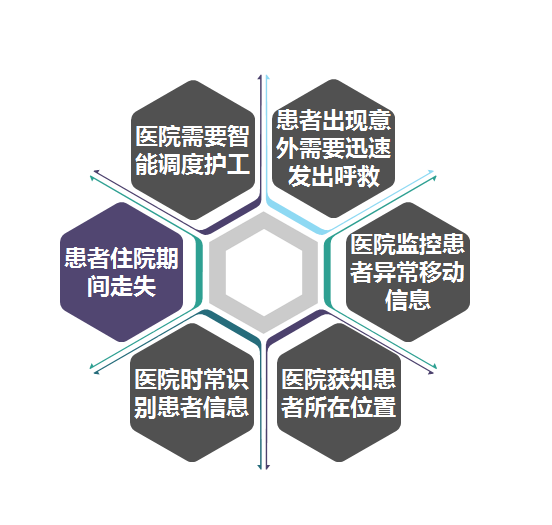 医院需要智
能调度护工
患者出现意
外需要迅速
发出呼救
患者住院期
间走失
医院监控患
者异常移动
信息
医院时常识
别患者信息
医院获知患
者所在位置